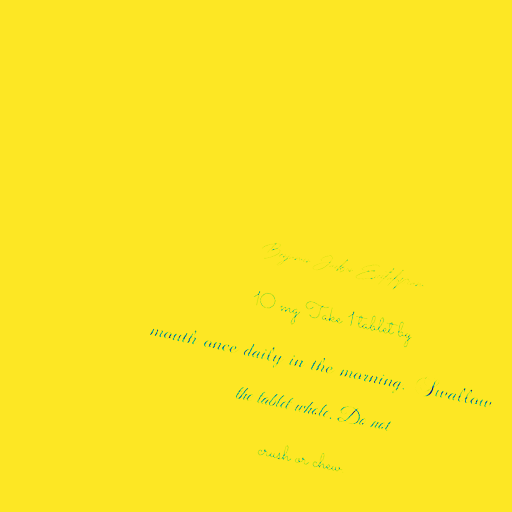 10 mg Take 1 tablet by
mouth once daily in the morning. Swallow
the tablet whole. Do not
crush or chew